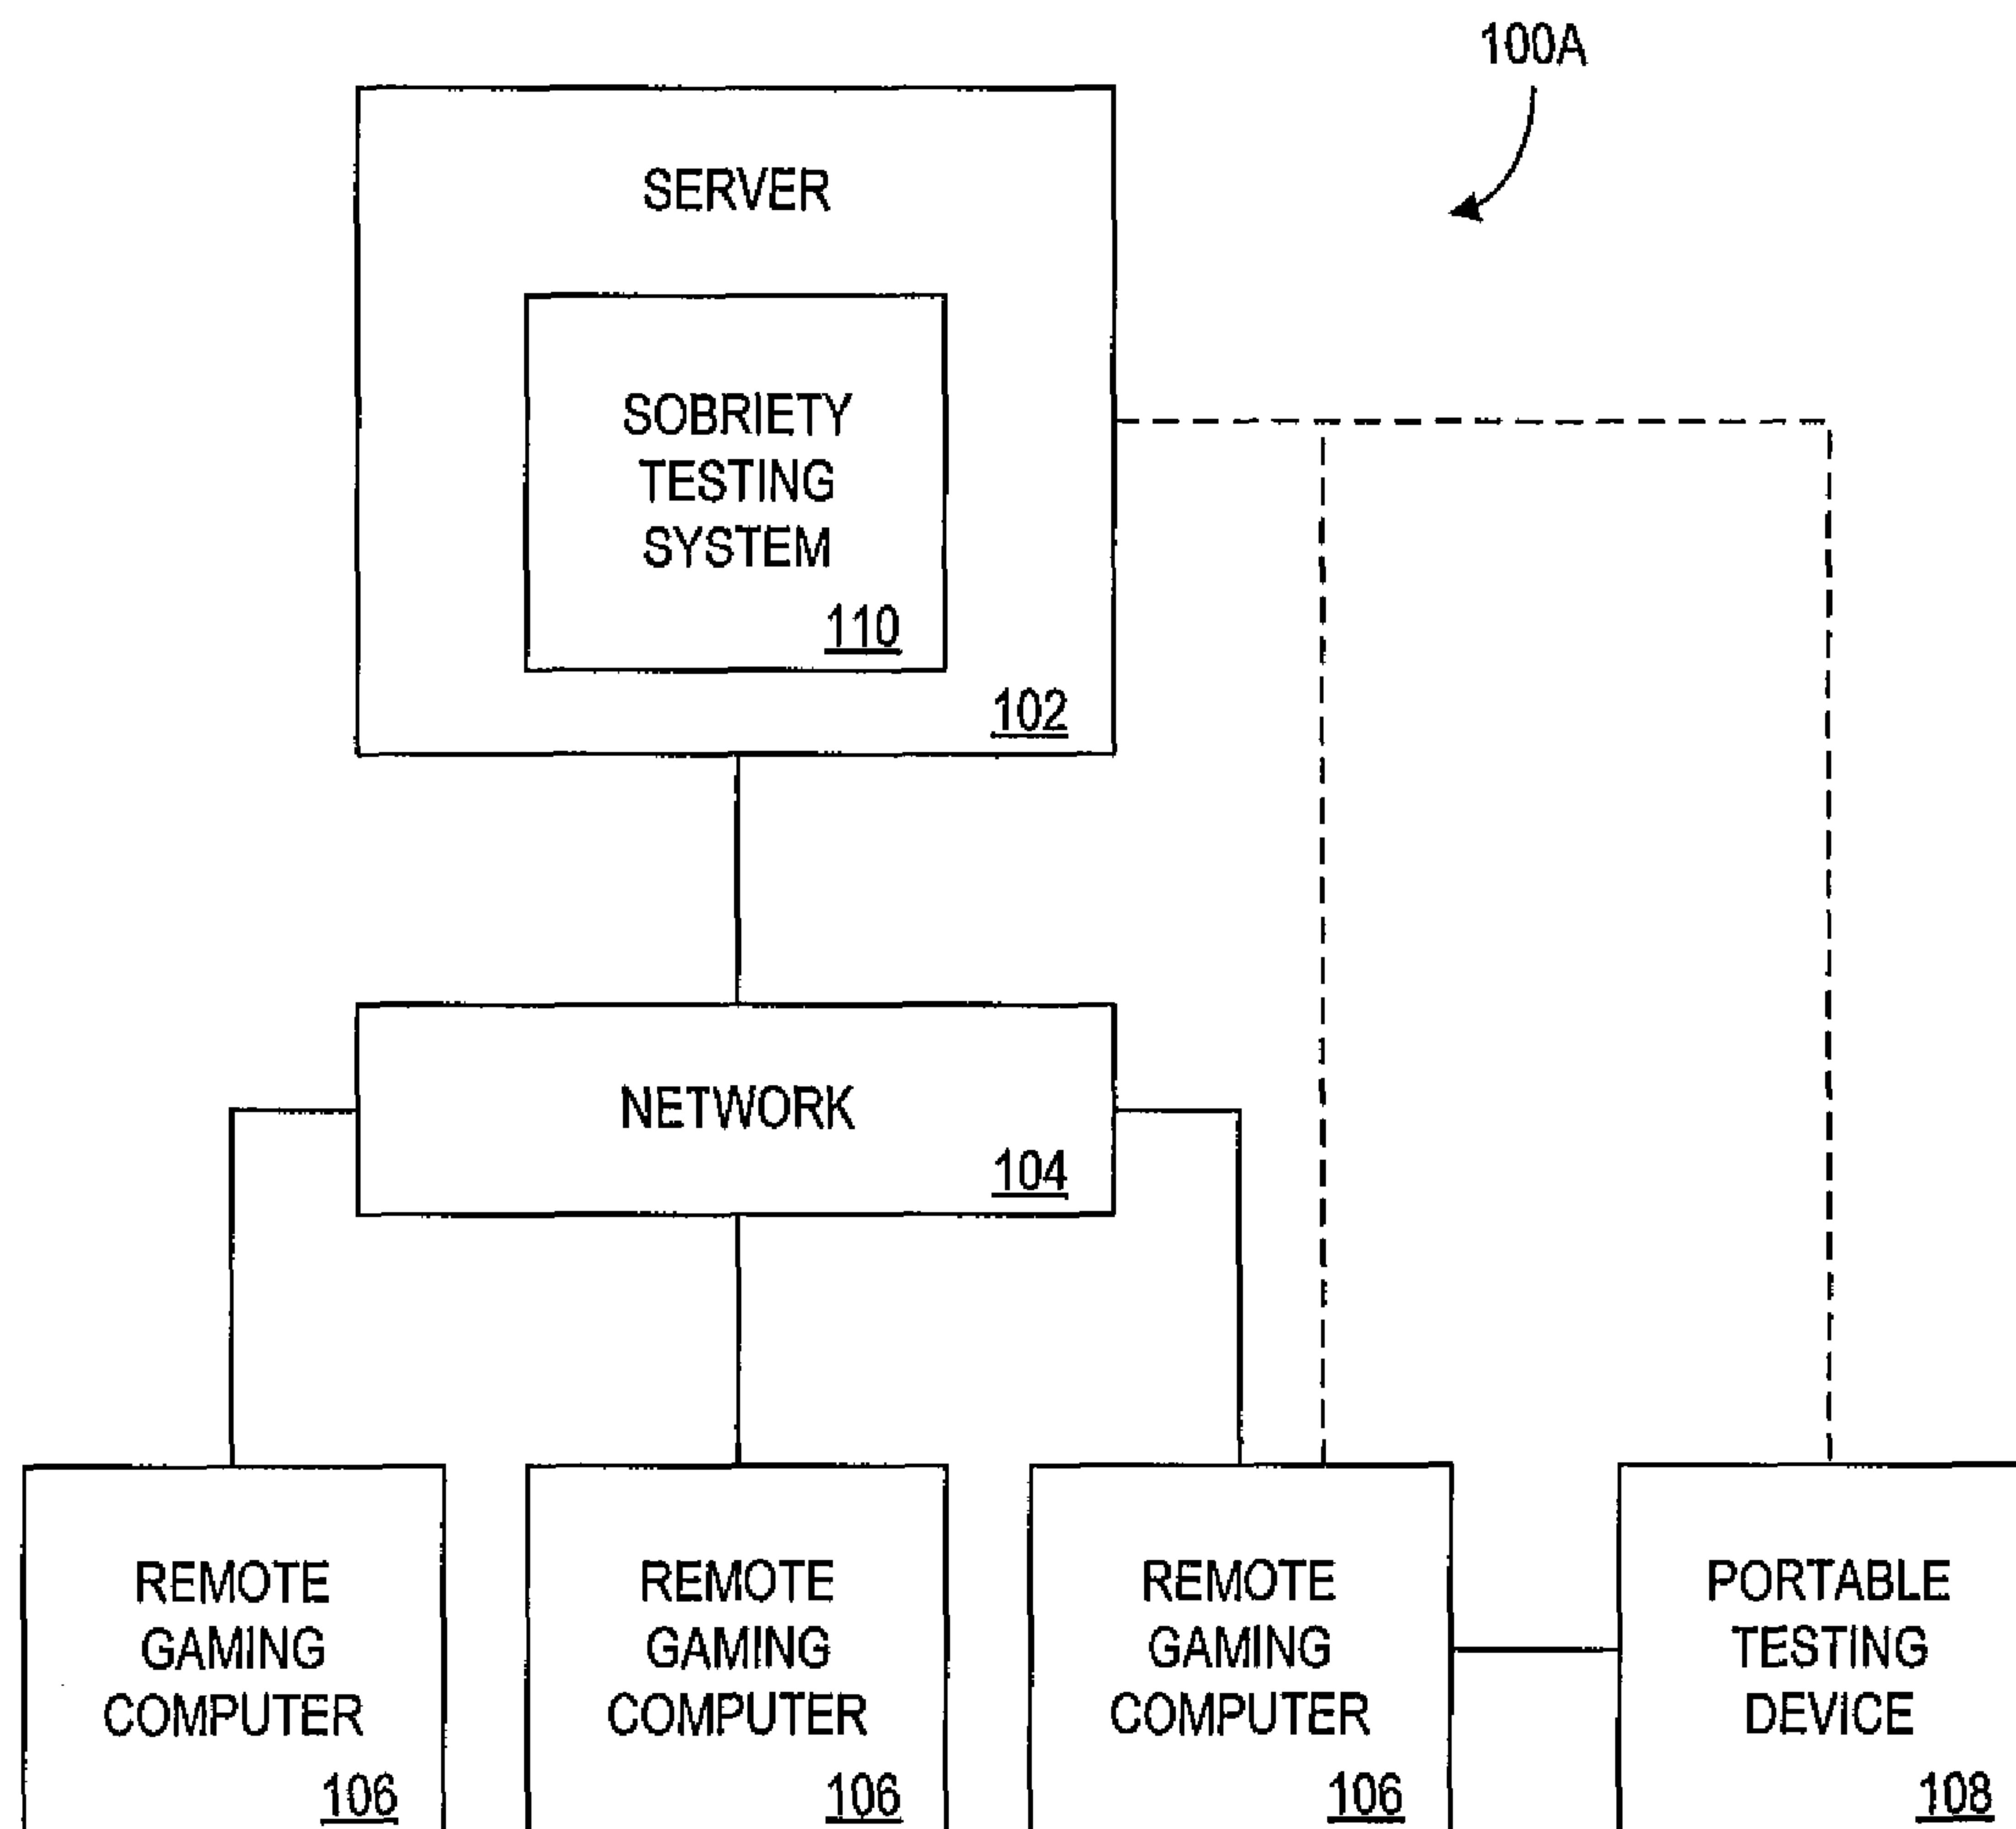 100A
SERVER
SOBRIETY
TESTING
SYSTEM
110
102
NETWORK
104
REMOTE
GAMING
COMPUTER
106
REMOTE
GAMING
COMPUTER
106
REMOTE
GAMING
COMPUTER
106
PORTABLE
TESTING
DEVICE
108